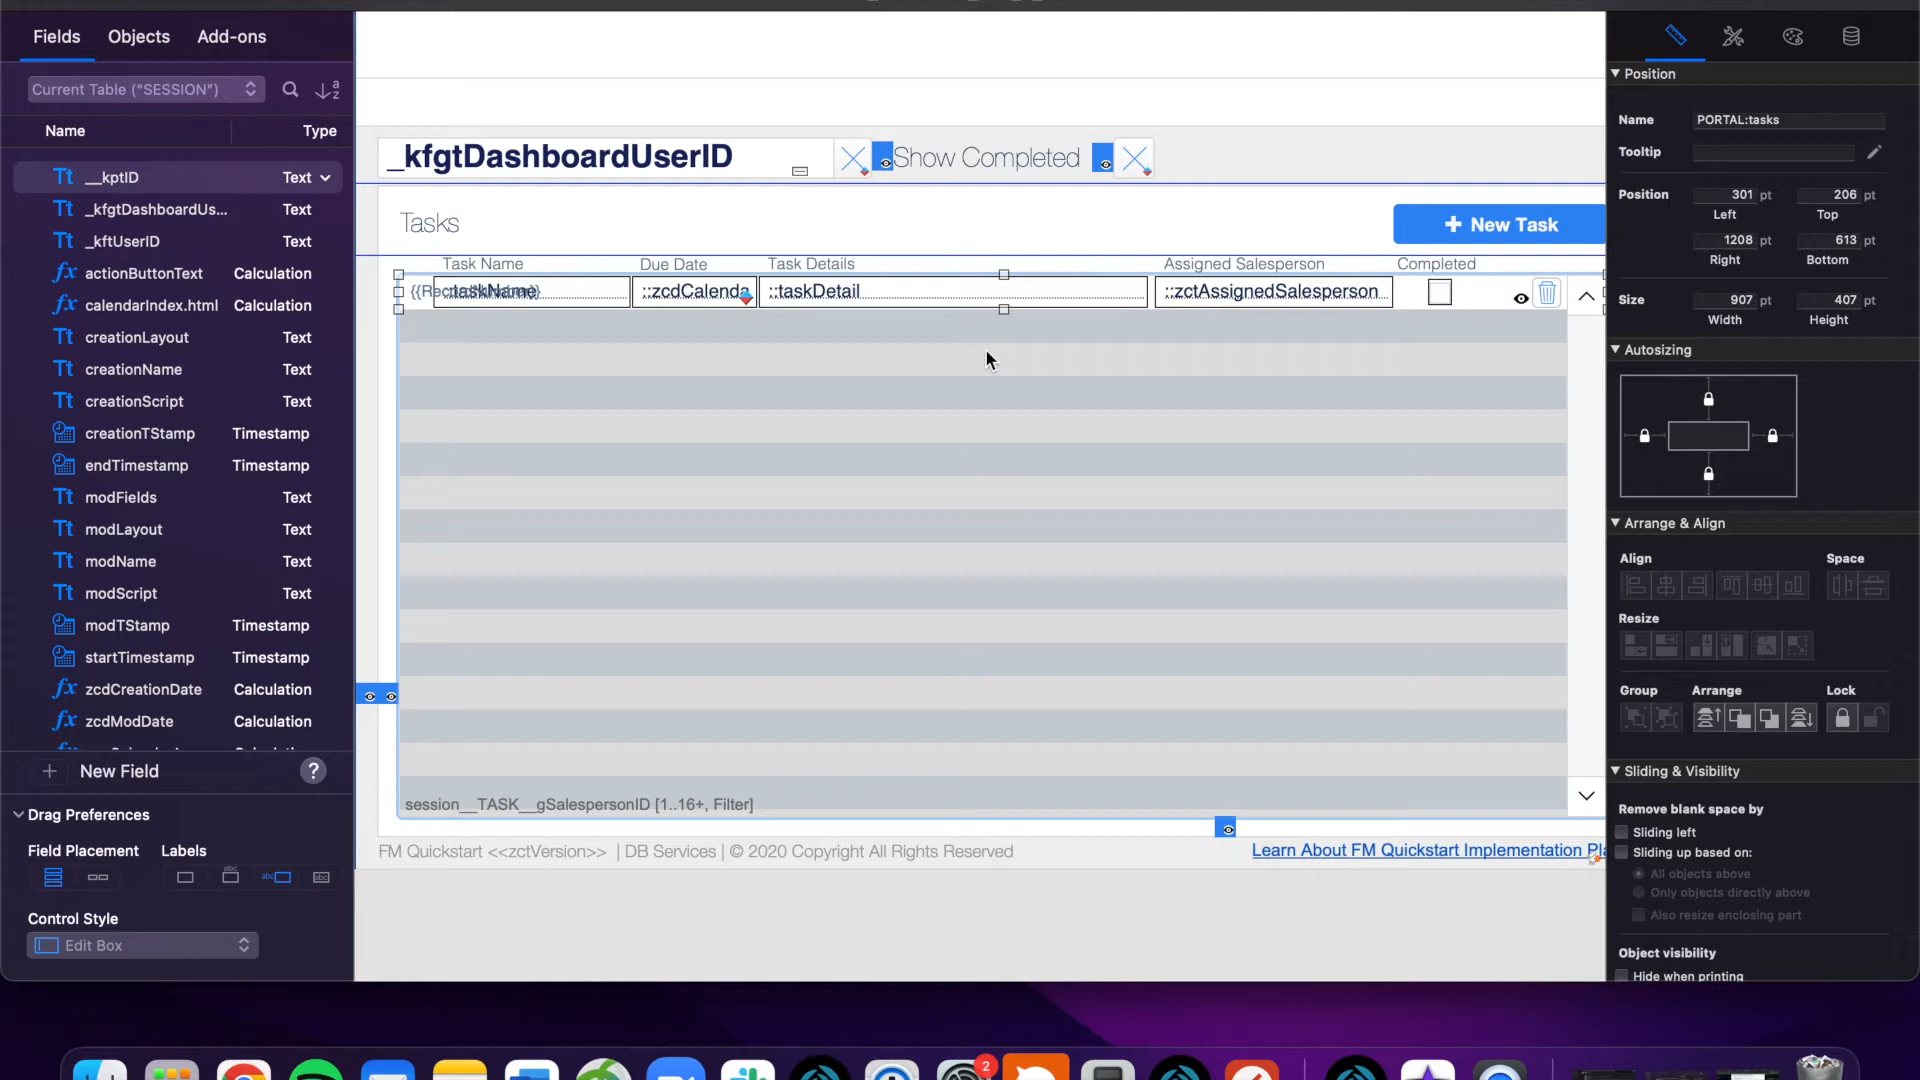 Fields Objects Add-ons
Current Table ("SESSION")
Name Type
__kptID Text
_kfgtDashboardUs... Text
_kftUserID Text
actionButtonText Calculation
calendarIndex.html Calculation
creationLayout Text
creationName Text
creationScript Text
creationTStamp Timestamp
endTimestamp Timestamp
modFields Text
modLayout Text
modName Text
modScript Text
modTStamp Timestamp
startTimestamp Timestamp
zcdCreationDate Calculation
zcdModDate Calculation
+ New Field ?
Drag Preferences
Field Placement Labels
Control Style
Edit Box
_kfgtDashboardUserID
Show Completed
Tasks
+ New Task
Task Name Due Date Task Details Assigned Salesperson Completed
::taskName ::zcdCalenda ::taskDetail ::zctAssignedSalesperson
session__TASK__gSalespersonID [1..16+, Filter]
FM Quickstart <<zctVersion>> | DB Services | © 2020 Copyright All Rights Reserved
Learn About FM Quickstart Implementation Pla
Position
Name PORTAL:tasks
Tooltip
Position 301 pt 206 pt
Left Top
1208 pt 613 pt
Right Bottom
Size 907 pt 407 pt
Width Height
Autosizing
Arrange & Align
Align Space
Resize
Group Arrange Lock
Sliding & Visibility
Remove blank space by
Sliding left
Sliding up based on:
All objects above
Only objects directly above
Also resize enclosing part
Object visibility
Hide when printing
2